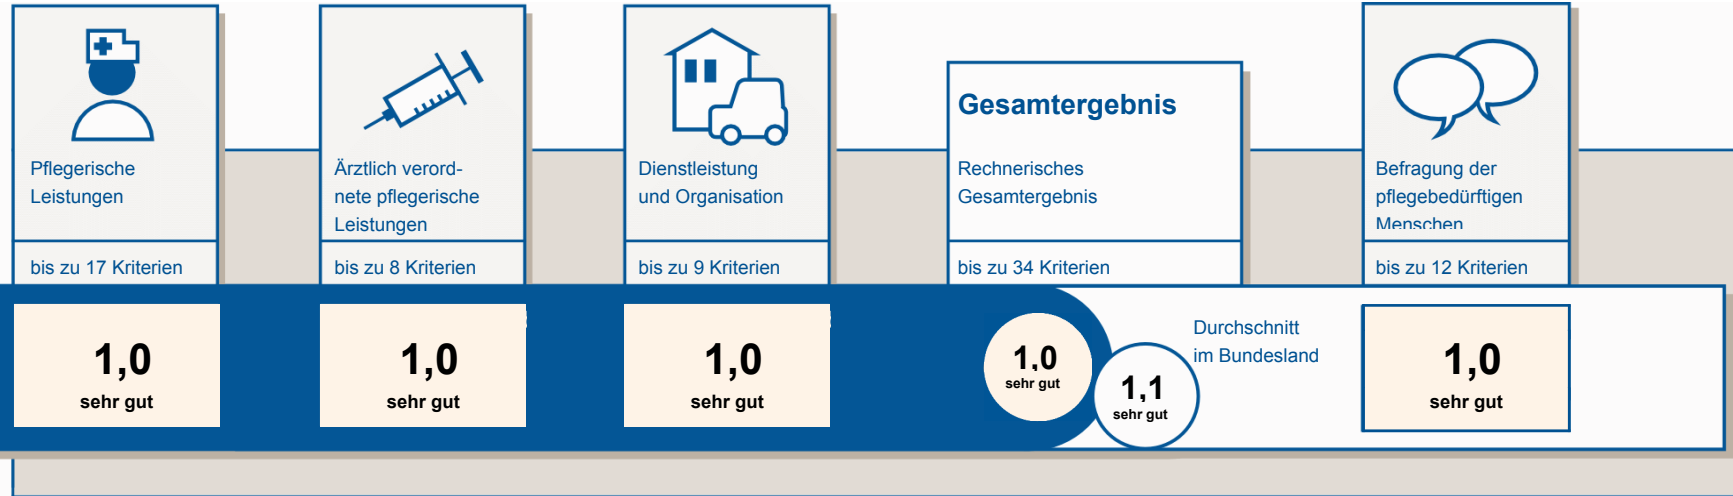 Pflegerische
Leistungen
bis zu 17 Kriterien
1,0
sehr gut
Ärztlich verord-
nete pflegerische
Leistungen
bis zu 8 Kriterien
1,0
sehr gut
Dienstleistung
und Organisation
bis zu 9 Kriterien
1,0
sehr gut
Gesamtergebnis
Rechnerisches
Gesamtergebnis
bis zu 34 Kriterien
1,0
sehr gut
1,1
sehr gut
Durchschnitt
im Bundesland
Befragung der
pflegebedürftigen
Menschen
bis zu 12 Kriterien
1,0
sehr gut